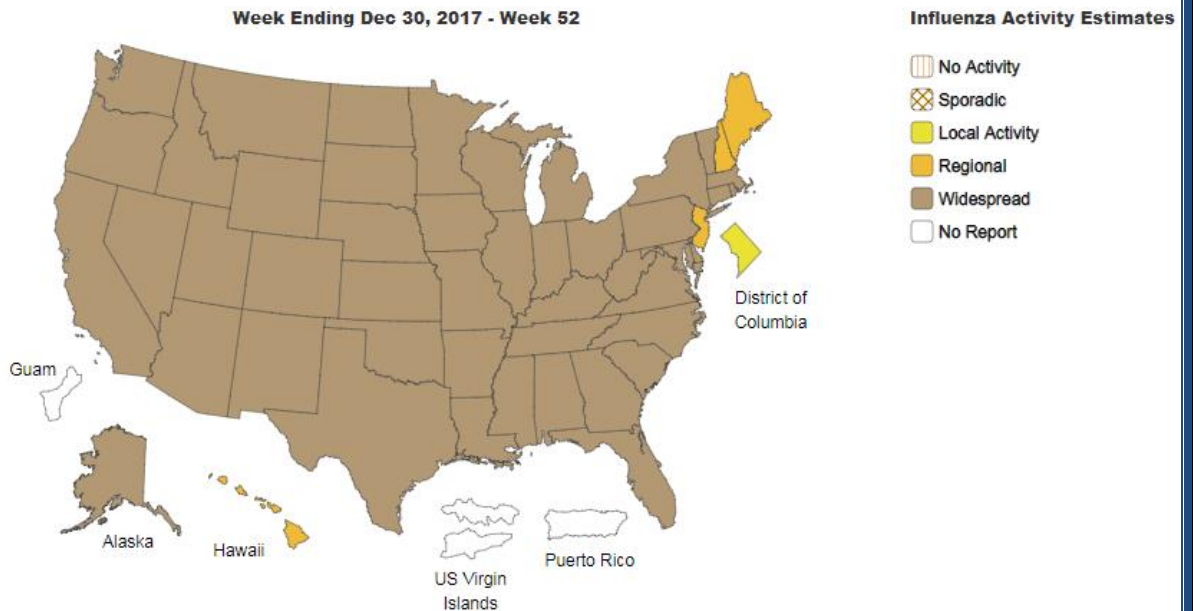 Week Ending Dec 30, 2017 - Week 52
Influenza Activity Estimates
No Activity
Sporadic
Local Activity
Regional
Widespread
No Report
District of
Columbia
Guam
Alaska
Hawaii
US Virgin
Islands
Puerto Rico